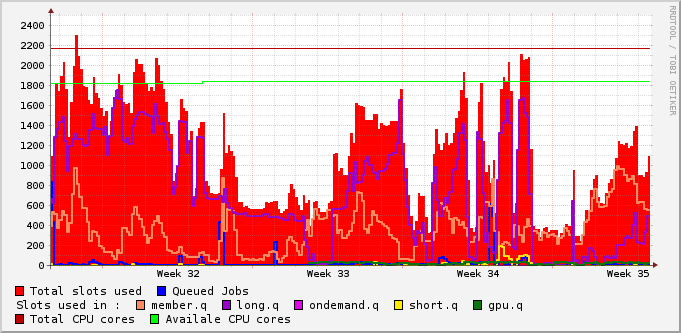 2400
2200
2000
1800
1600
1400
1200
1000
800
600
400
200
0
Week 32 Week 33 Week 34 Week 35
RRDTOOL / TOBI OETIKER
Total slots used Queued Jobs
Slots used in : member.q long.q ondemand.q short.q gpu.q
Total CPU cores Availale CPU cores